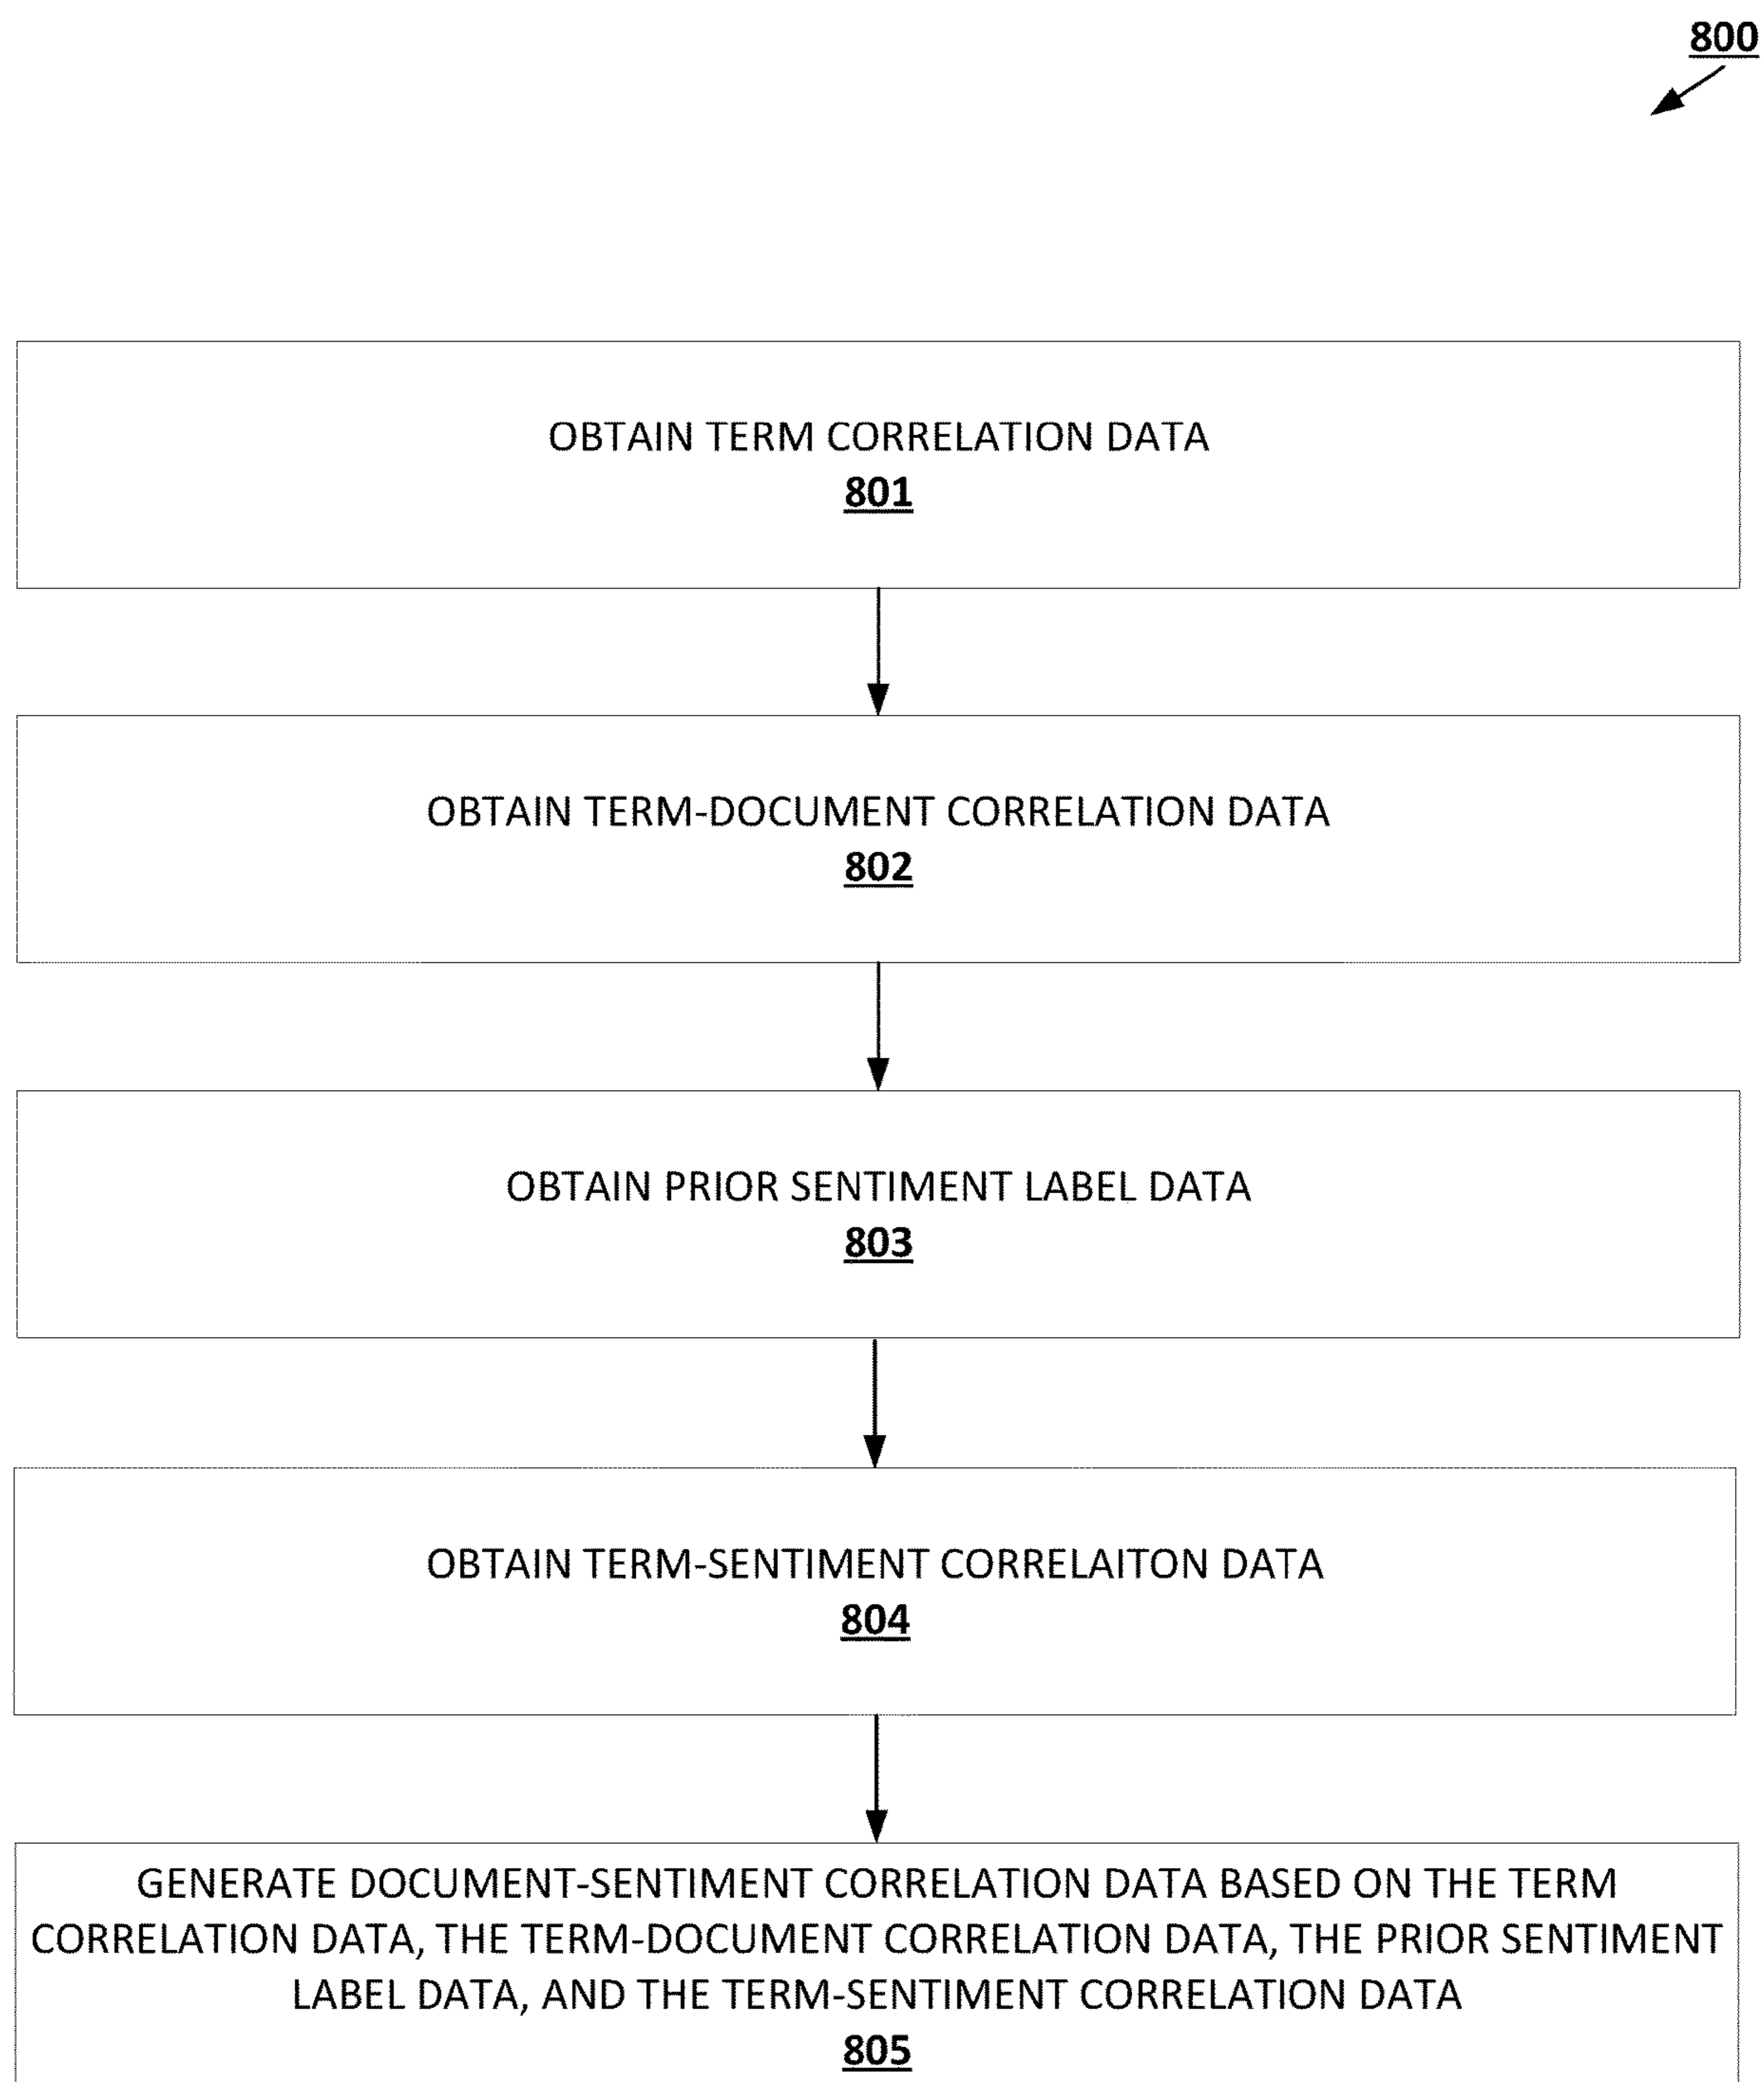 800
OBTAIN TERM CORRELATION DATA
801
OBTAIN TERM-DOCUMENT CORRELATION DATA
802
OBTAIN PRIOR SENTIMENT LABEL DATA
803
OBTAIN TERM-SENTIMENT CORRELAITON DATA
804
GENERATE DOCUMENT-SENTIMENT CORRELATION DATA BASED ON THE TERM
CORRELATION DATA, THE TERM-DOCUMENT CORRELATION DATA, THE PRIOR SENTIMENT
LABEL DATA, AND THE TERM-SENTIMENT CORRELATION DATA
805